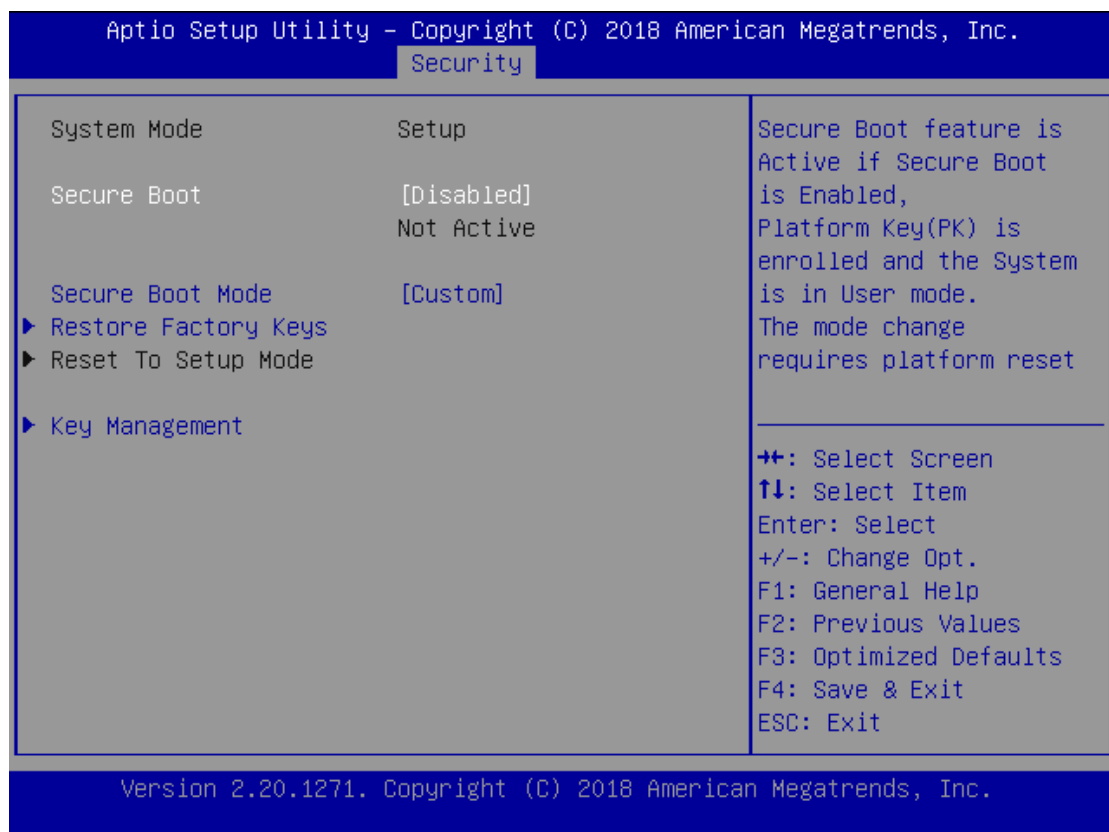 Aptio Setup Utility – Copyright (C) 2018 American Megatrends, Inc.
Security
System Mode Setup
Secure Boot [Disabled]
Not Active
Secure Boot Mode [Custom]
▶ Restore Factory Keys
▶ Reset To Setup Mode
▶ Key Management
Secure Boot feature is
Active if Secure Boot
is Enabled,
Platform Key(PK) is
enrolled and the System
is in User mode.
The mode change
requires platform reset
→←: Select Screen
↑↓: Select Item
Enter: Select
+/-: Change Opt.
F1: General Help
F2: Previous Values
F3: Optimized Defaults
F4: Save & Exit
ESC: Exit
Version 2.20.1271. Copyright (C) 2018 American Megatrends, Inc.